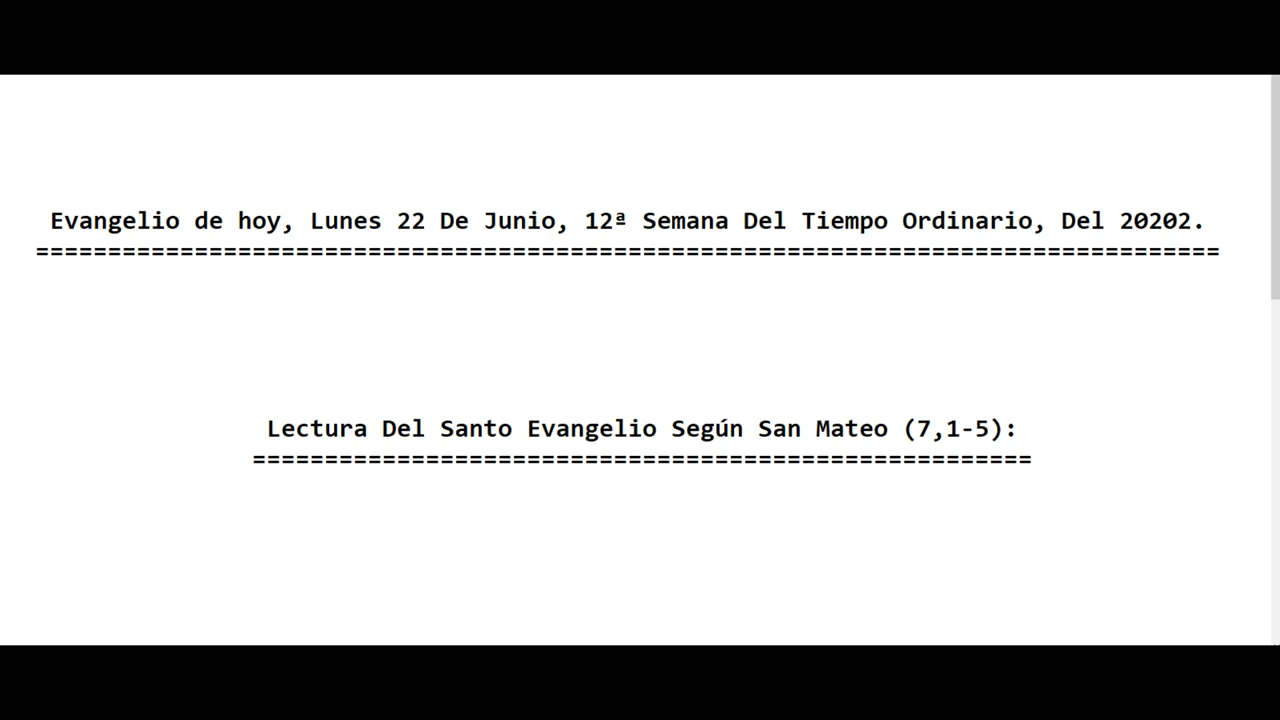 Evangelio de hoy, Lunes 22 De Junio, 12ª Semana Del Tiempo Ordinario, Del 20202.
==================================================================================
Lectura Del Santo Evangelio Según San Mateo (7,1-5):
======================================================